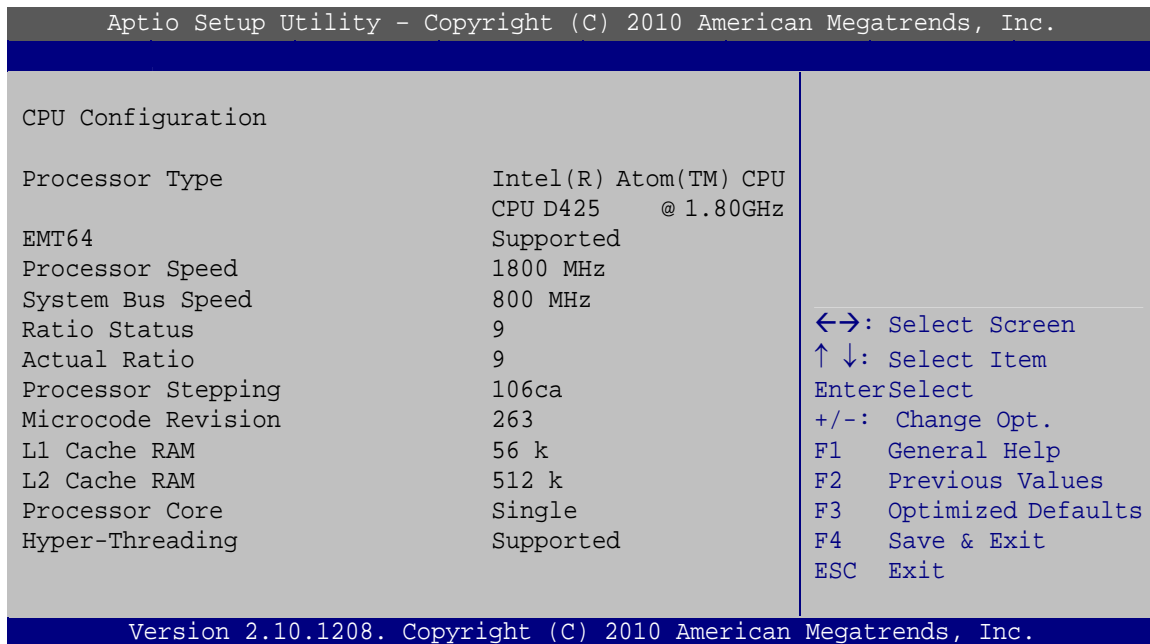 Aptio Setup Utility – Copyright (C) 2010 American Megatrends, Inc.
CPU Configuration
Processor Type Intel(R) Atom(TM) CPU
CPU D425 @ 1.80GHz
EMT64 Supported
Processor Speed 1800 MHz
System Bus Speed 800 MHz
Ratio Status 9
Actual Ratio 9
Processor Stepping 106ca
Microcode Revision 263
L1 Cache RAM 56 k
L2 Cache RAM 512 k
Processor Core Single
Hyper-Threading Supported
←→: Select Screen
↑ ↓: Select Item
EnterSelect
+/-: Change Opt.
F1 General Help
F2 Previous Values
F3 Optimized Defaults
F4 Save & Exit
ESC Exit
Version 2.10.1208. Copyright (C) 2010 American Megatrends, Inc.